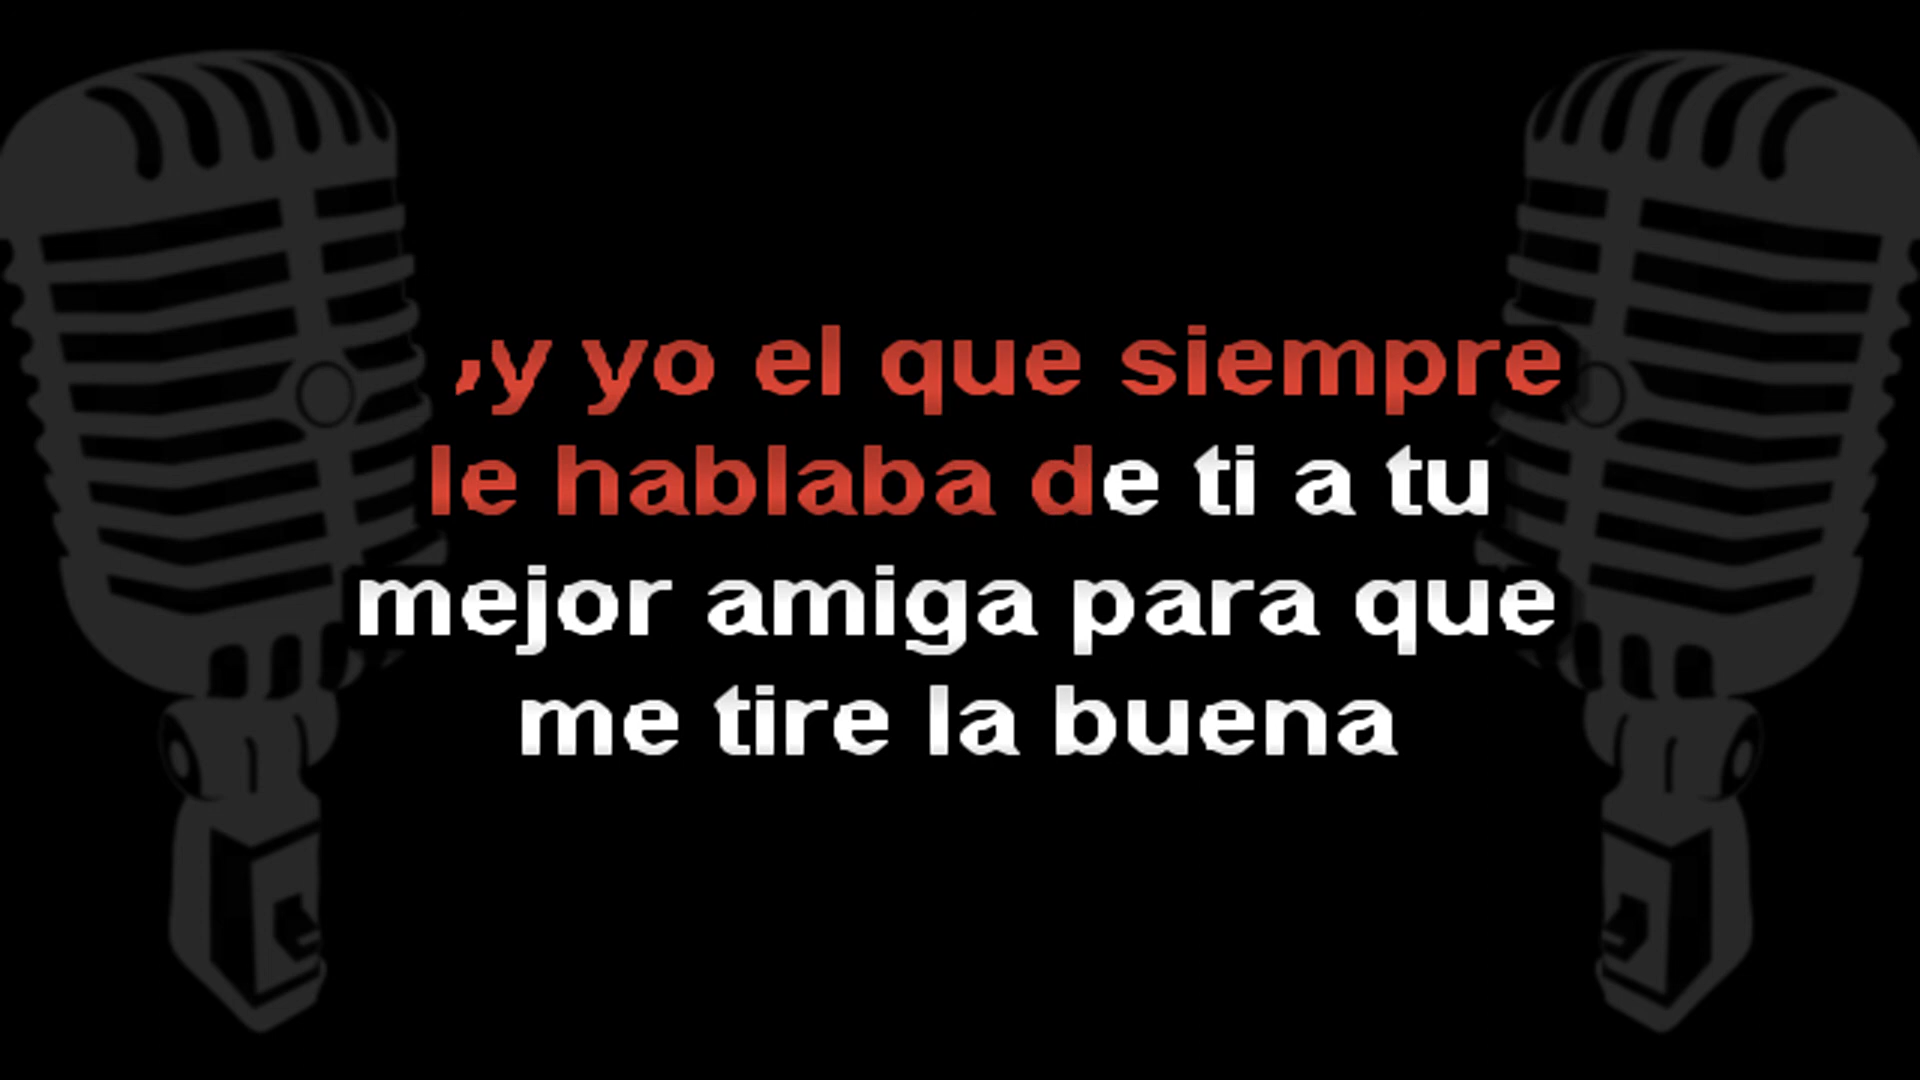 ,y yo el que siempre
le hablaba de ti a tu
mejor amiga para que
me tire la buena